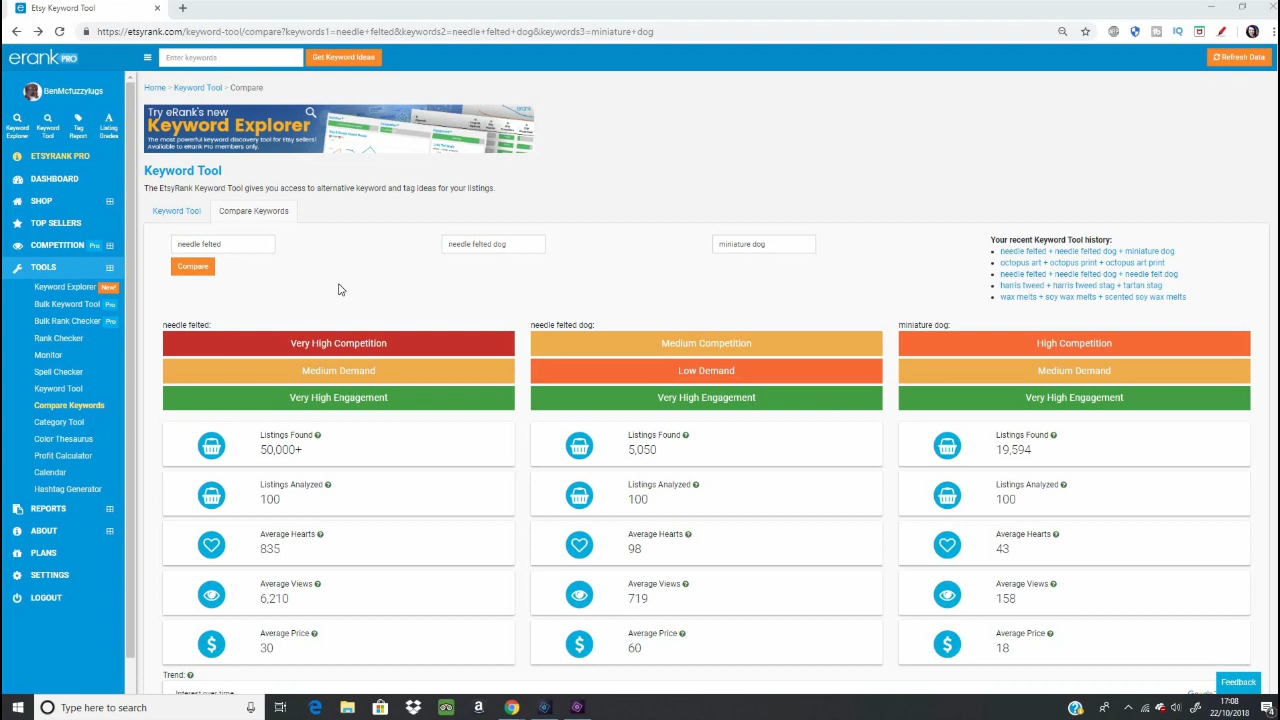 Etsy Keyword Tool
https://etsyrank.com/keyword-tool/compare?keywords1=needle+felted&keywords2=needle+felted+dog&keywords3=miniature+dog
erank PRO
Enter keywords
Get Keyword Ideas
Refresh Data
BenMcfuzzylugs
Keyword Explorer
Keyword Tool
Tag Report
Listing Grades
ETSYRANK PRO
DASHBOARD
SHOP
TOP SELLERS
COMPETITION Pro
TOOLS
Keyword Explorer New!
Bulk Keyword Tool Pro
Bulk Rank Checker Pro
Rank Checker
Monitor
Spell Checker
Keyword Tool
Compare Keywords
Category Tool
Color Thesaurus
Profit Calculator
Calendar
Hashtag Generator
REPORTS
ABOUT
PLANS
SETTINGS
LOGOUT
Home > Keyword Tool > Compare
Try eRank's new
Keyword Explorer
The most powerful keyword discovery tool for Etsy sellers!
Available to eRank Pro members only.
Keyword Tool
The EtsyRank Keyword Tool gives you access to alternative keyword and tag ideas for your listings.
Keyword Tool
Compare Keywords
needle felted
needle felted dog
miniature dog
Compare
Your recent Keyword Tool history:
needle felted + needle felted dog + miniature dog
octopus art + octopus print + octopus art print
needle felted + needle felted dog + needle felt dog
harris tweed + harris tweed stag + tartan stag
wax melts + soy wax melts + scented soy wax melts
needle felted:
Very High Competition
Medium Demand
Very High Engagement
Listings Found
50,000+
Listings Analyzed
100
Average Hearts
835
Average Views
6,210
Average Price
30
needle felted dog:
Medium Competition
Low Demand
Very High Engagement
Listings Found
5,050
Listings Analyzed
100
Average Hearts
98
Average Views
719
Average Price
60
miniature dog:
High Competition
Medium Demand
Very High Engagement
Listings Found
19,594
Listings Analyzed
100
Average Hearts
43
Average Views
158
Average Price
18
Trend:
Interest over time
Feedback
Type here to search
17:08
22/10/2018